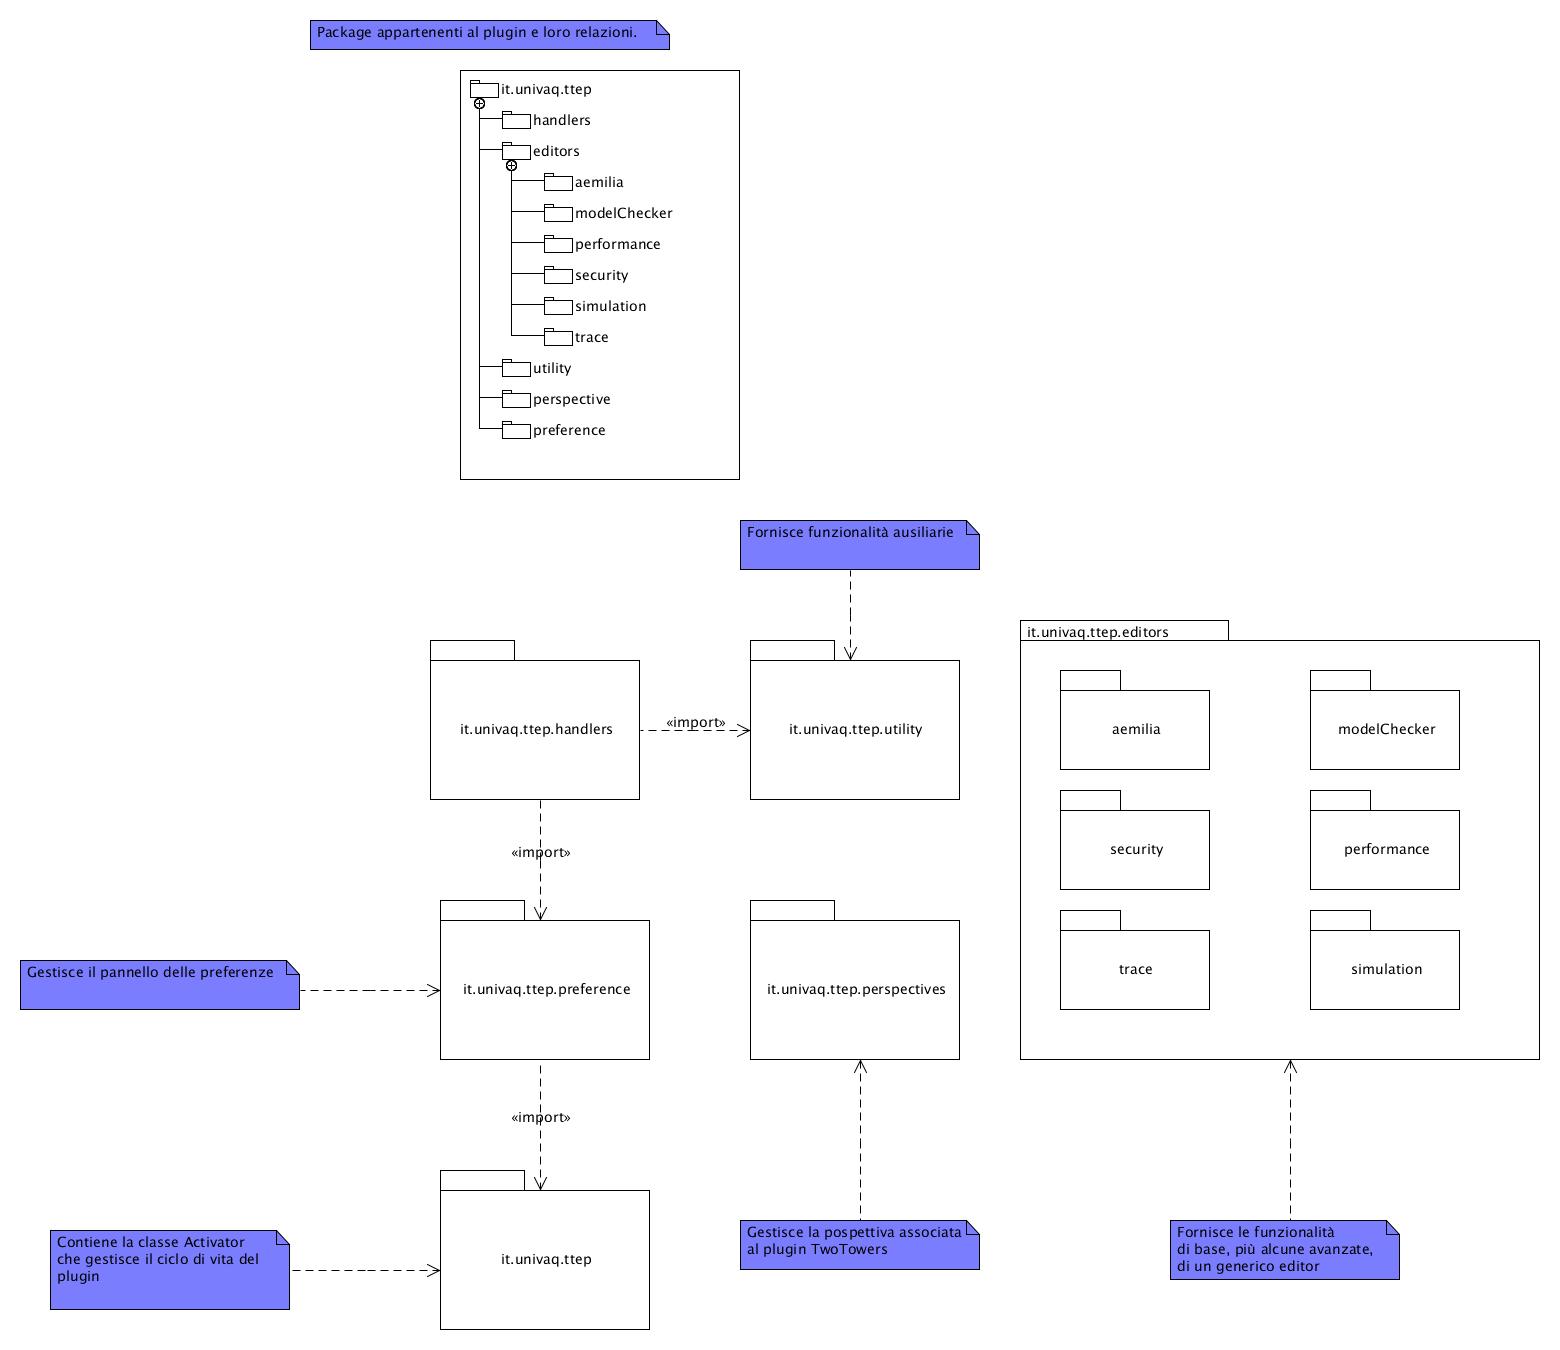 Package appartenenti al plugin e loro relazioni.
it.univaq.ttep
handlers
editors
aemilia
modelChecker
performance
security
simulation
trace
utility
perspective
preference
Fornisce funzionalità ausiliarie
it.univaq.ttep.handlers
«import»
it.univaq.ttep.utility
it.univaq.ttep.editors
aemilia
modelChecker
security
performance
trace
simulation
«import»
Gestisce il pannello delle preferenze
it.univaq.ttep.preference
it.univaq.ttep.perspectives
«import»
Contiene la classe Activator
che gestisce il ciclo di vita del
plugin
it.univaq.ttep
Gestisce la pospettiva associata
al plugin TwoTowers
Fornisce le funzionalità
di base, più alcune avanzate,
di un generico editor